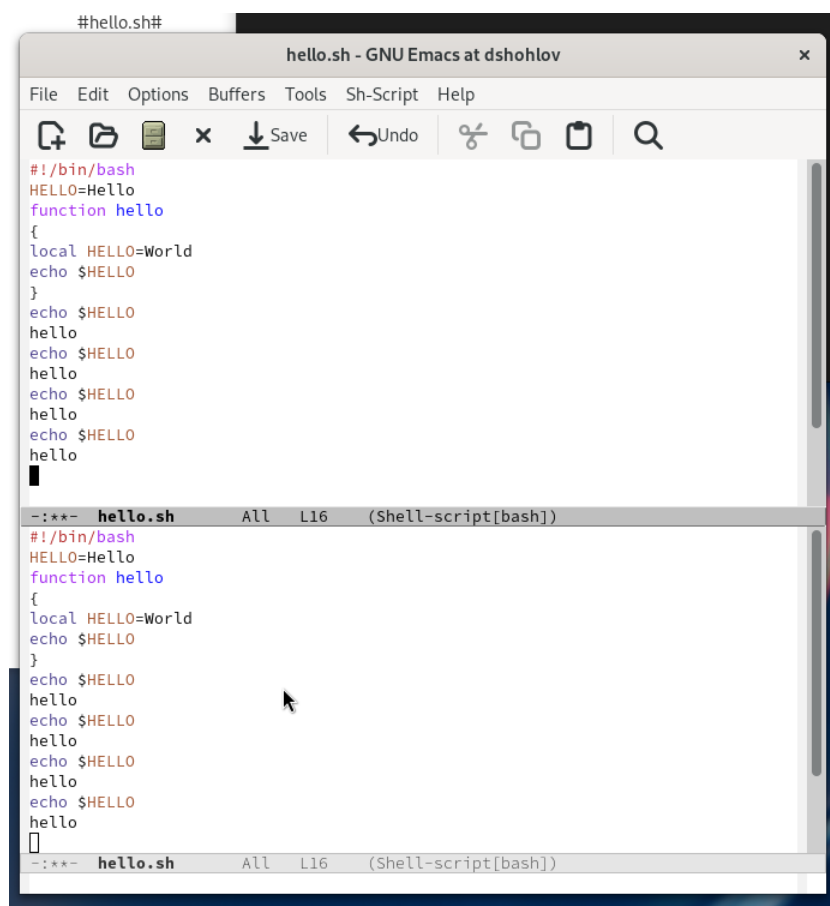 #hello.sh#
hello.sh - GNU Emacs at dshohlov
File Edit Options Buffers Tools Sh-Script Help
Save Undo
#!/bin/bash
HELLO=Hello
function hello
{
local HELLO=World
echo $HELLO
}
echo $HELLO
hello
echo $HELLO
hello
echo $HELLO
hello
echo $HELLO
hello
-:**- hello.sh All L16 (Shell-script[bash])
#!/bin/bash
HELLO=Hello
function hello
{
local HELLO=World
echo $HELLO
}
echo $HELLO
hello
echo $HELLO
hello
echo $HELLO
hello
echo $HELLO
hello
-:**- hello.sh All L16 (Shell-script[bash])